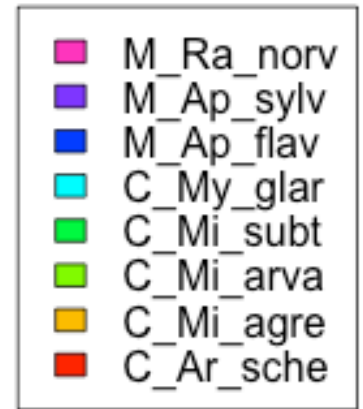 M_Ra_norv
M_Ap_sylv
M_Ap_flav
C_My_glar
C_Mi_subt
C_Mi_arva
C_Mi_agre
C_Ar_sche